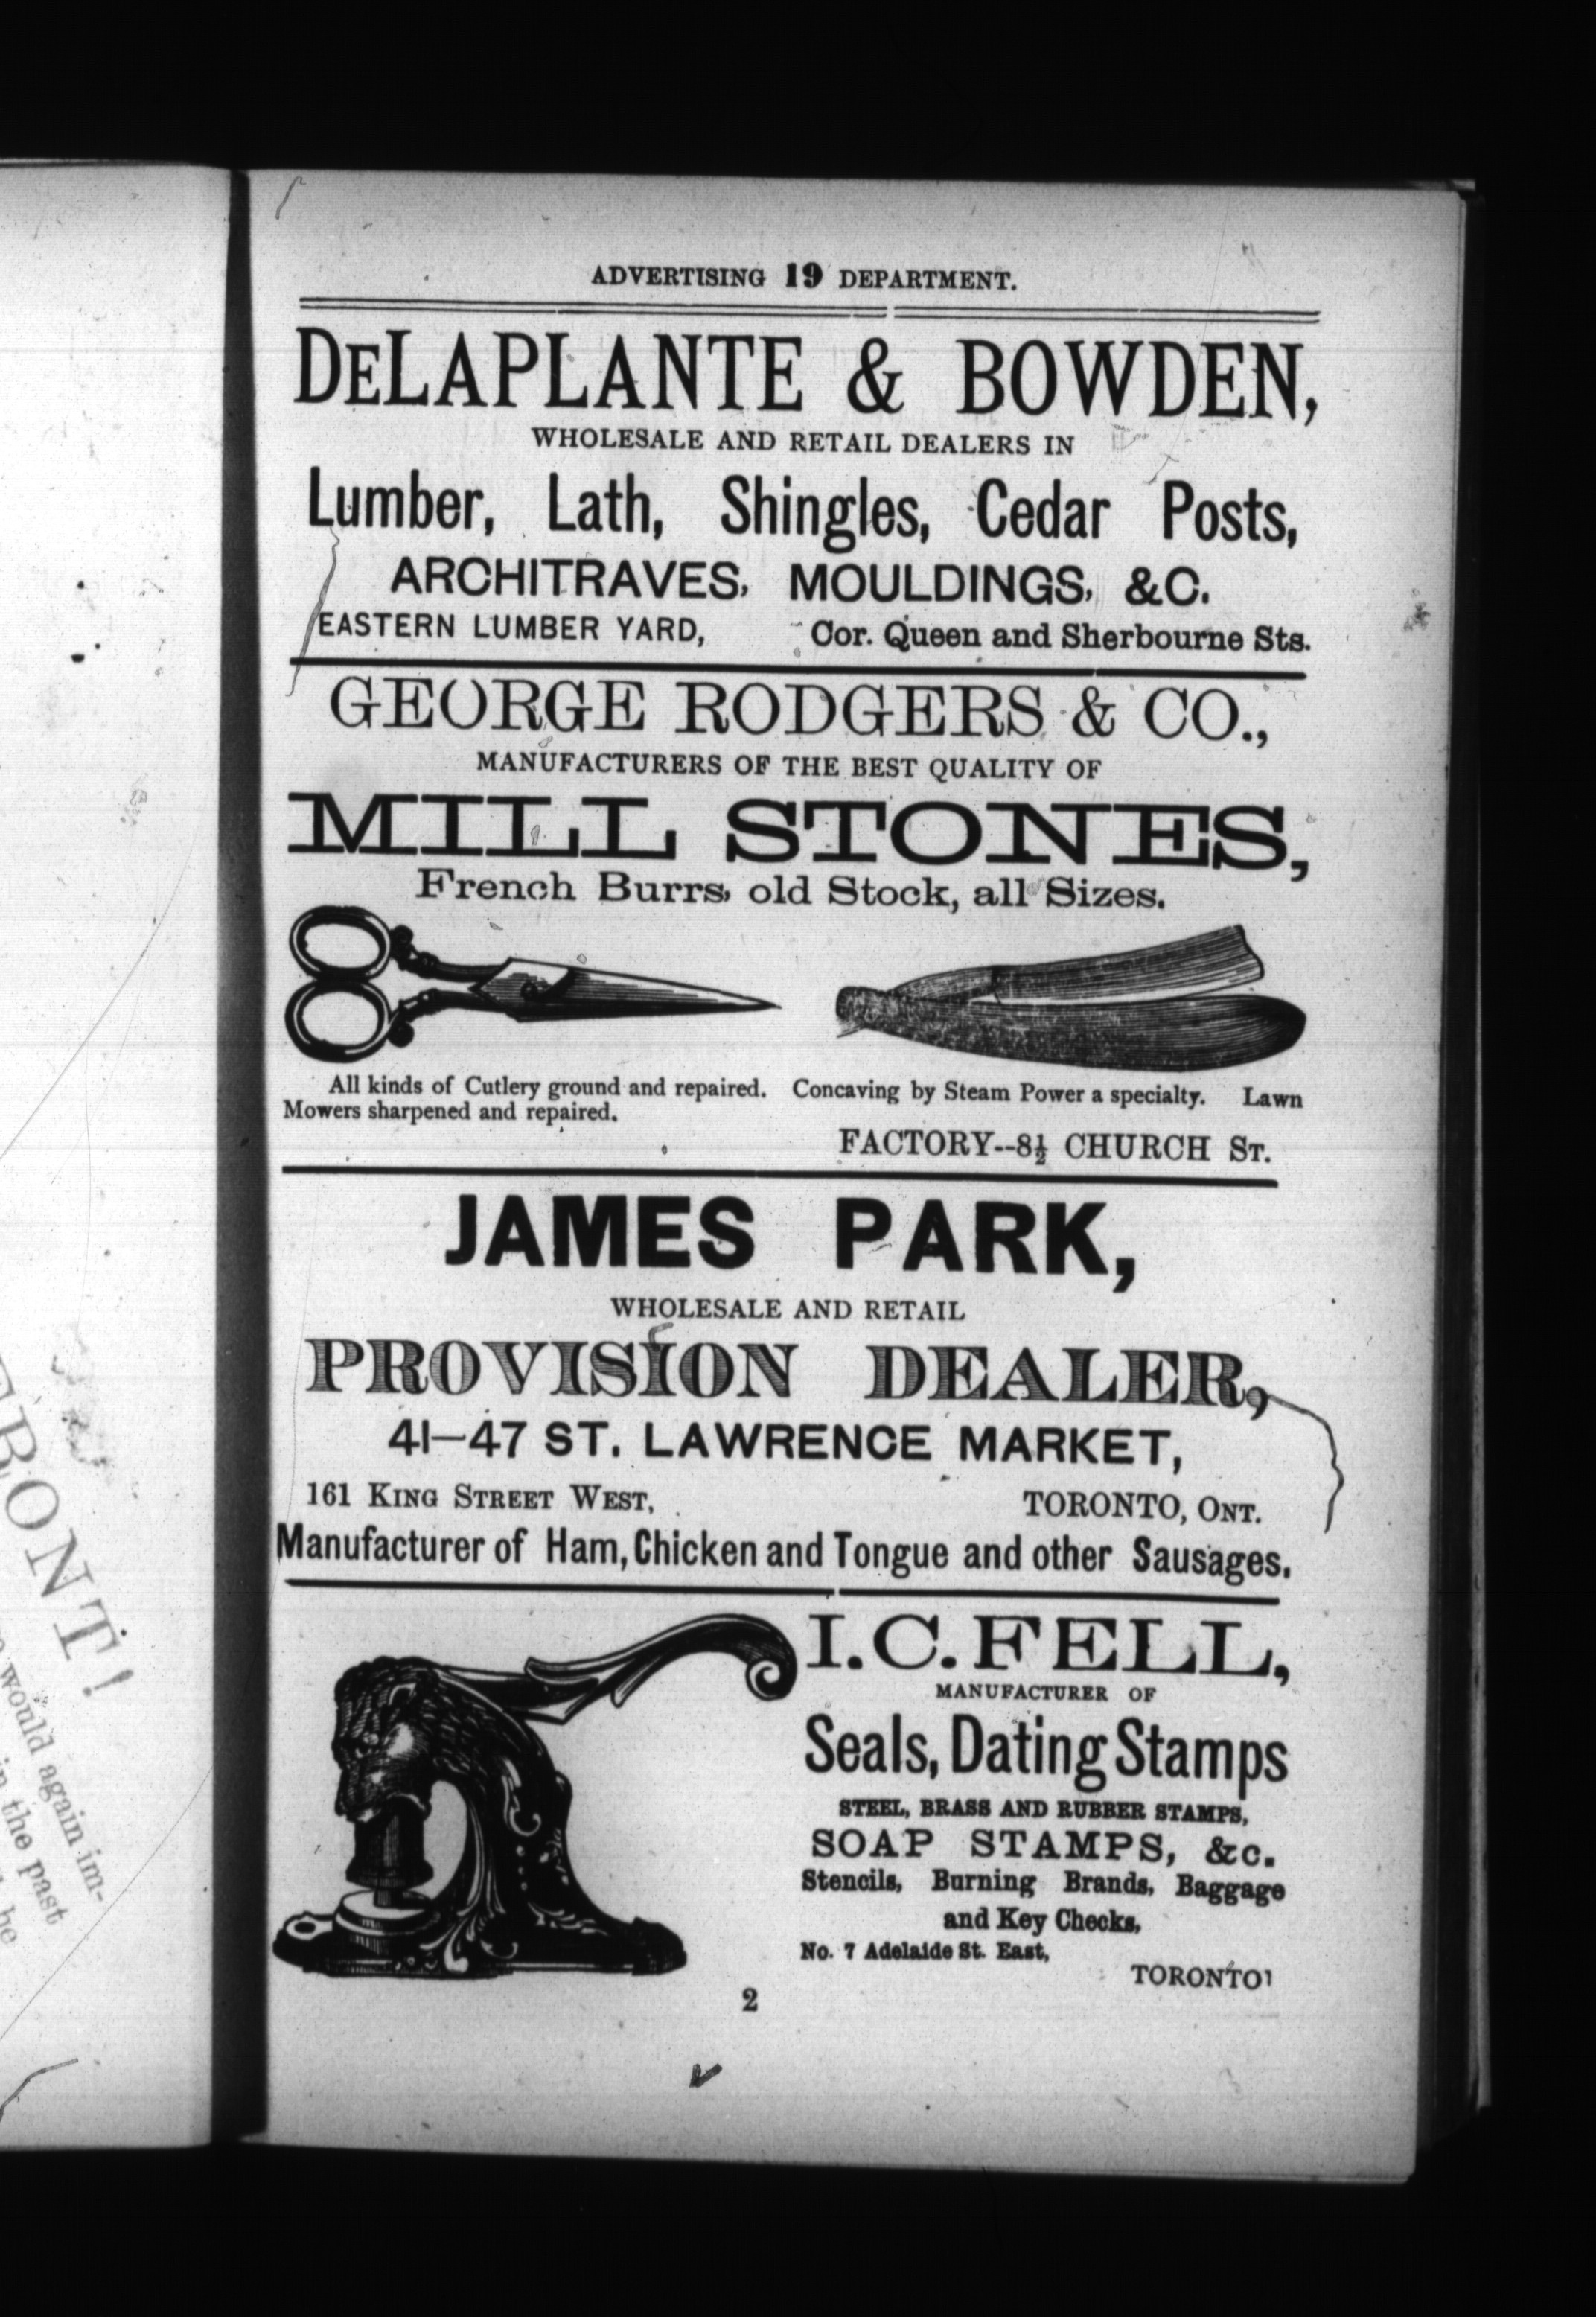 ADVERTISING 19 DEPARTMENT.
DELAPLANTE & BOWDEN,
WHOLESALE AND RETAIL DEALERS IN
Lumber, Lath, Shingles, Cedar Posts,
ARCHITRAVES, MOULDINGS, &C.
EASTERN LUMBER YARD, Cor. Queen and Sherbourne Sts.
GEORGE RODGERS & CO.,
MANUFACTURERS OF THE BEST QUALITY OF
MILL STONES,
French Burrs, old Stock, all Sizes.
All kinds of Cutlery ground and repaired. Concaving by Steam Power a specialty. Lawn
Mowers sharpened and repaired.
FACTORY--8½ CHURCH ST.
JAMES PARK,
WHOLESALE AND RETAIL
PROVISION DEALER,
41–47 ST. LAWRENCE MARKET,
161 KING STREET WEST, TORONTO, ONT.
Manufacturer of Ham, Chicken and Tongue and other Sausages.
I. C. FELL,
MANUFACTURER OF
Seals, Dating Stamps
STEEL, BRASS AND RUBBER STAMPS,
SOAP STAMPS, &c.
Stencils, Burning Brands, Baggage
and Key Checks,
No. 7 Adelaide St. East,
TORONTO
2
RONT!
would again im-
in the past
be